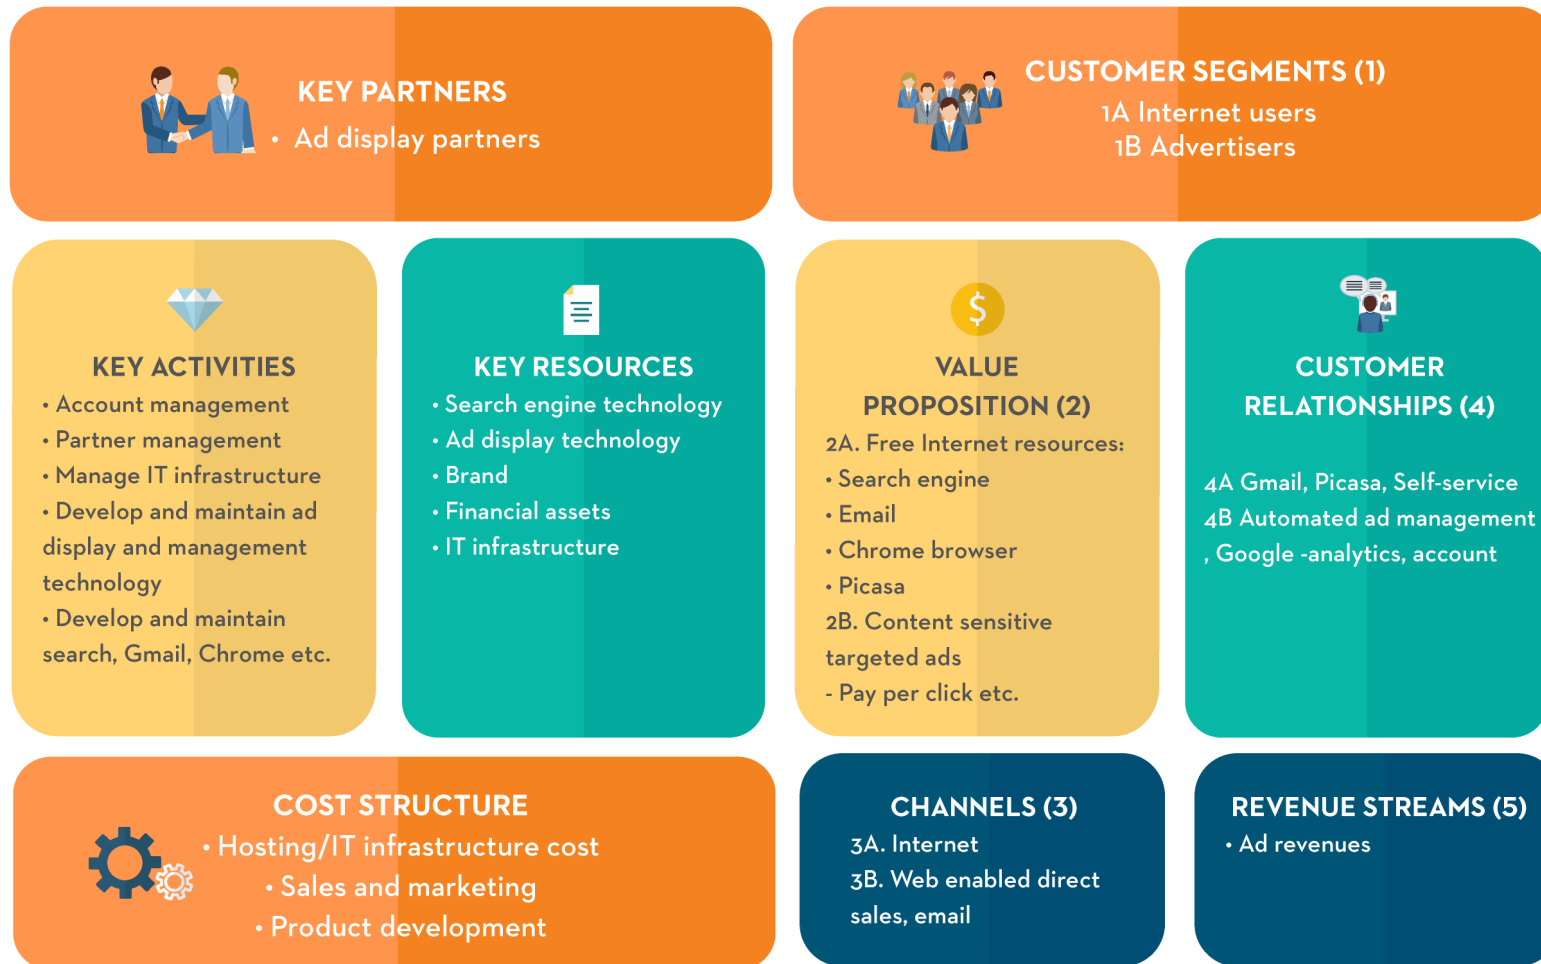 KEY PARTNERS
• Ad display partners
CUSTOMER SEGMENTS (1)
1A Internet users
1B Advertisers
KEY ACTIVITIES
• Account management
• Partner management
• Manage IT infrastructure
• Develop and maintain ad
display and management
technology
• Develop and maintain
search, Gmail, Chrome etc.
KEY RESOURCES
• Search engine technology
• Ad display technology
• Brand
• Financial assets
• IT infrastructure
$
VALUE
PROPOSITION (2)
2A. Free Internet resources:
• Search engine
• Email
• Chrome browser
• Picasa
2B. Content sensitive
targeted ads
- Pay per click etc.
CUSTOMER
RELATIONSHIPS (4)
4A Gmail, Picasa, Self-service
4B Automated ad management
, Google -analytics, account
COST STRUCTURE
• Hosting/IT infrastructure cost
• Sales and marketing
• Product development
CHANNELS (3)
3A. Internet
3B. Web enabled direct
sales, email
REVENUE STREAMS (5)
• Ad revenues